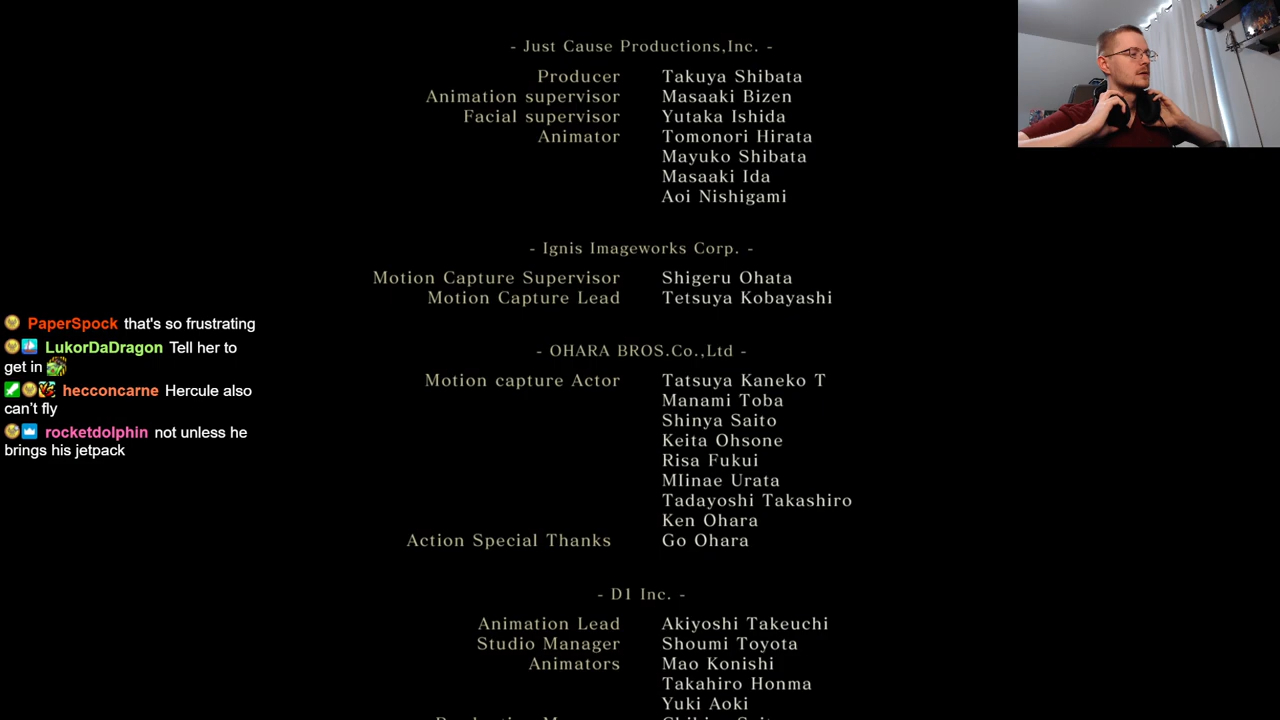 - Just Cause Productions,Inc. -
Producer Takuya Shibata
Animation supervisor Masaaki Bizen
Facial supervisor Yutaka Ishida
Animator Tomonori Hirata
Mayuko Shibata
Masaaki Ida
Aoi Nishigami
- Ignis Imageworks Corp. -
Motion Capture Supervisor Shigeru Ohata
Motion Capture Lead Tetsuya Kobayashi
- OHARA BROS.Co.,Ltd -
Motion capture Actor Tatsuya Kaneko T
Manami Toba
Shinya Saito
Keita Ohsone
Risa Fukui
MIinae Urata
Tadayoshi Takashiro
Ken Ohara
Action Special Thanks Go Ohara
- D1 Inc. -
Animation Lead Akiyoshi Takeuchi
Studio Manager Shoumi Toyota
Animators Mao Konishi
Takahiro Honma
Yuki Aoki
PaperSpock that's so frustrating
LukorDaDragon Tell her to
get in
hecconcarne Hercule also
can't fly
rocketdolphin not unless he
brings his jetpack